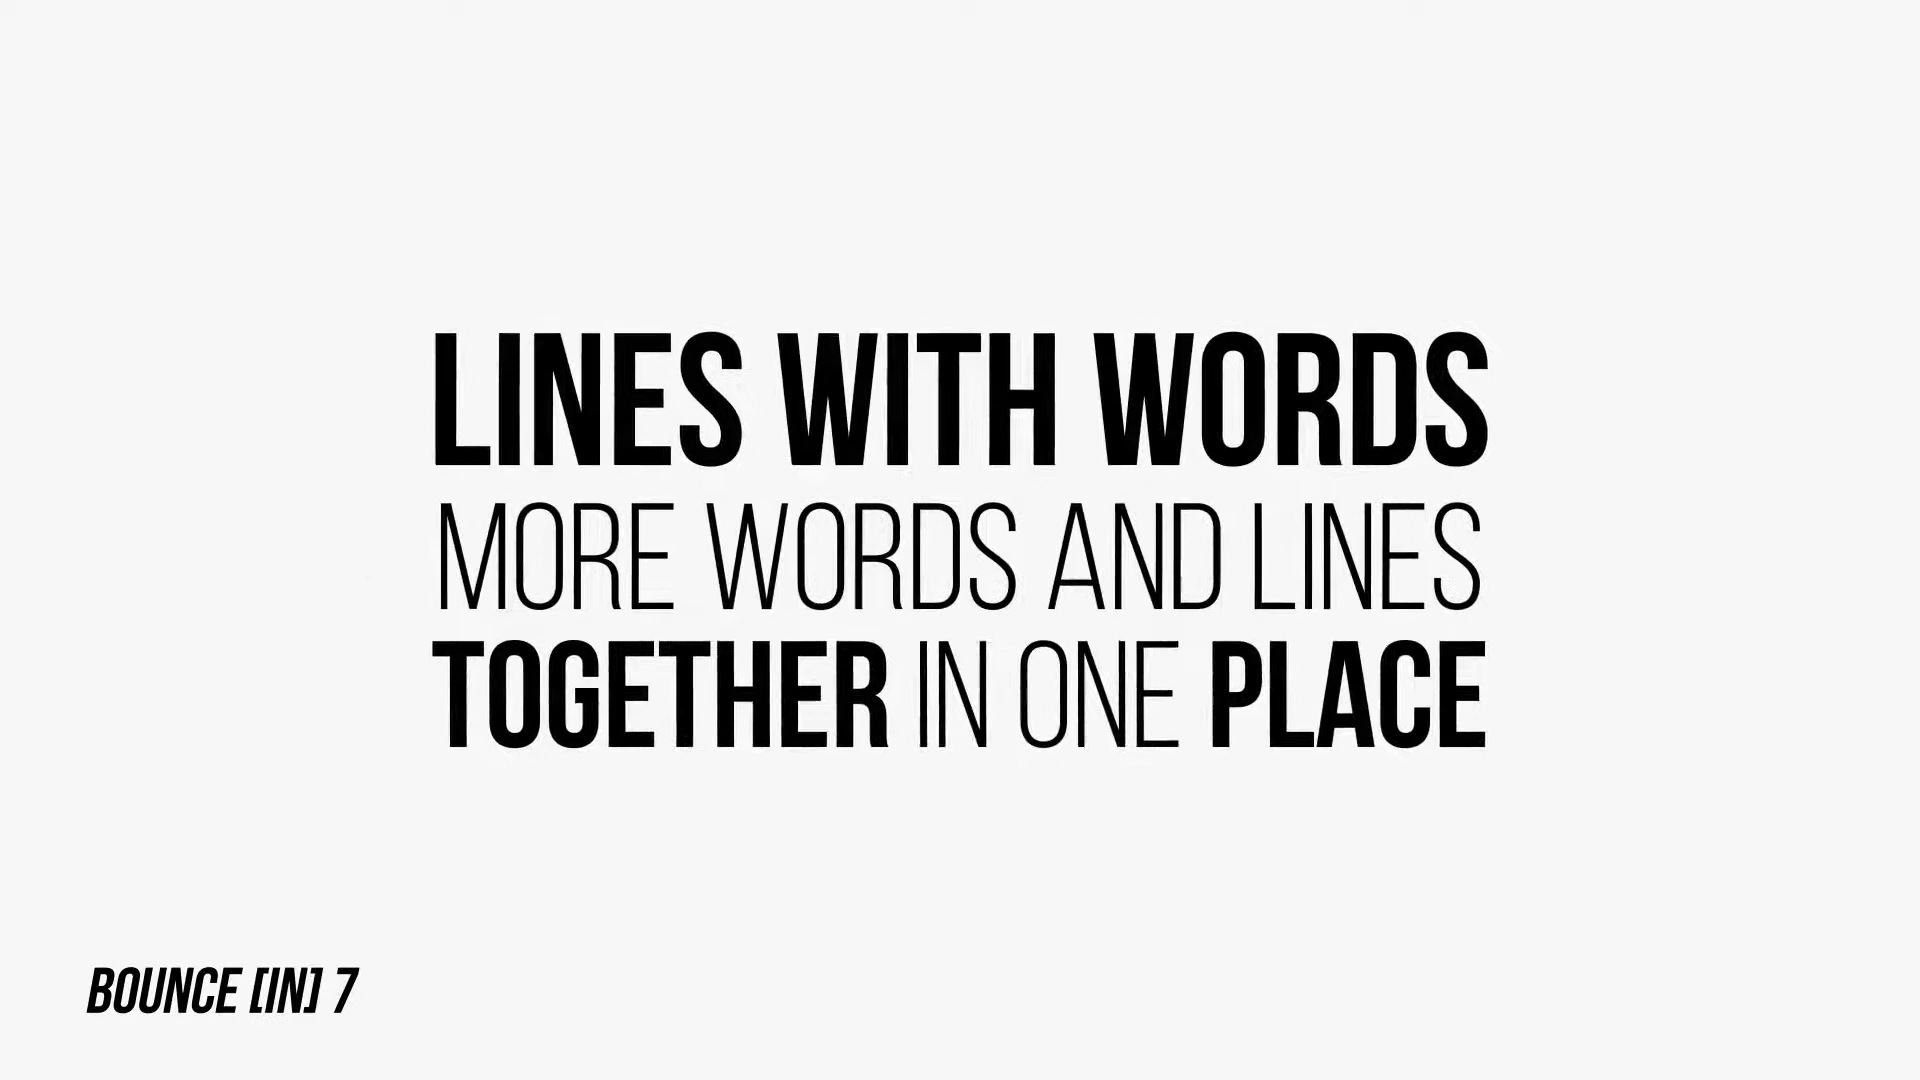 LINES WITH WORDS
MORE WORDS AND LINES
TOGETHER IN ONE PLACE
BOUNCE [IN] 7